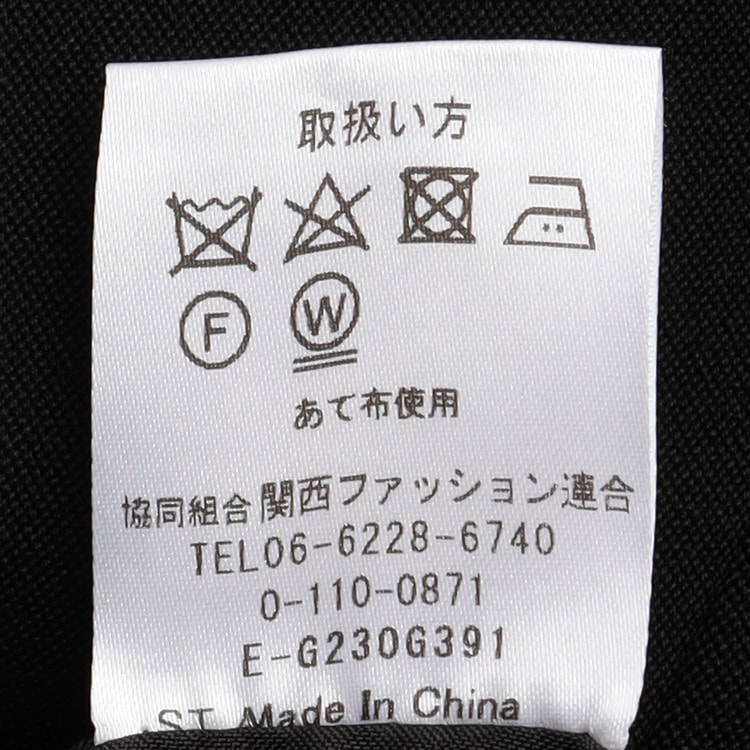 取扱い方
F W
あて布使用
協同組合関西ファッション連合
TEL06-6228-6740
0-110-0871
E-G230G391
ST Made In China